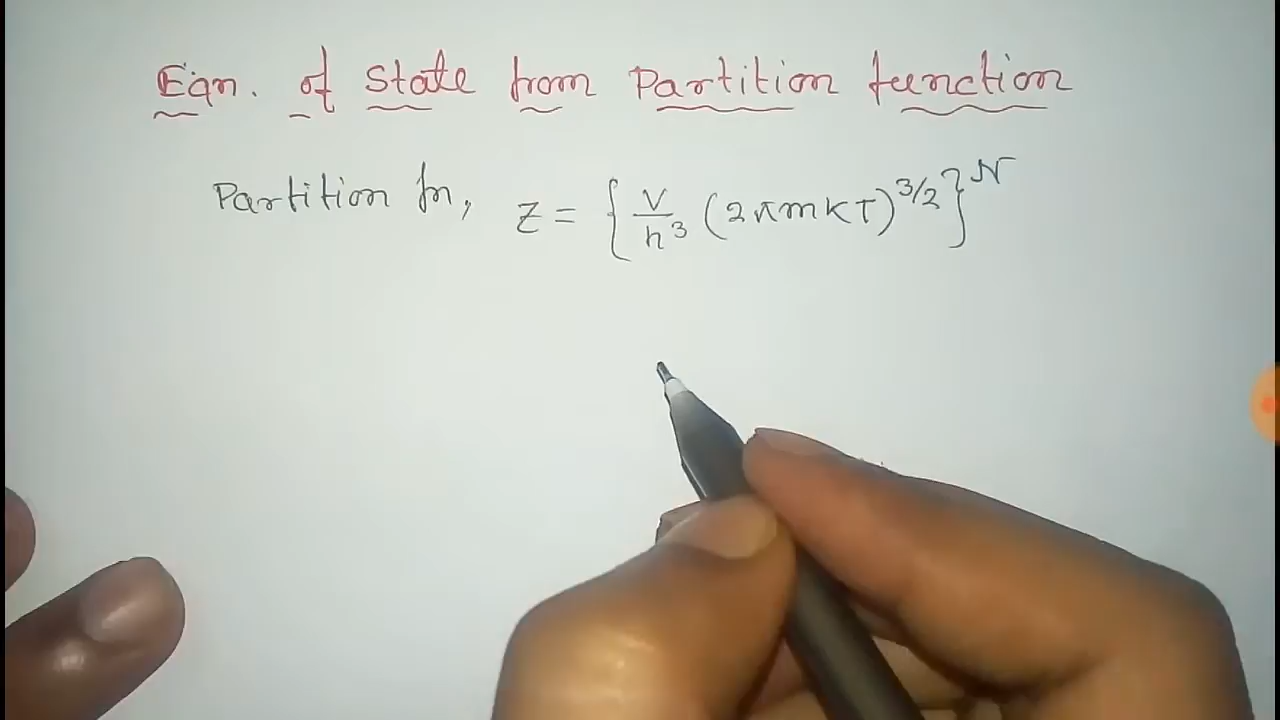 Eqn. of State from Partition function
Partition fn, Z = {V/h³ (2πmKT)^3/2}^N